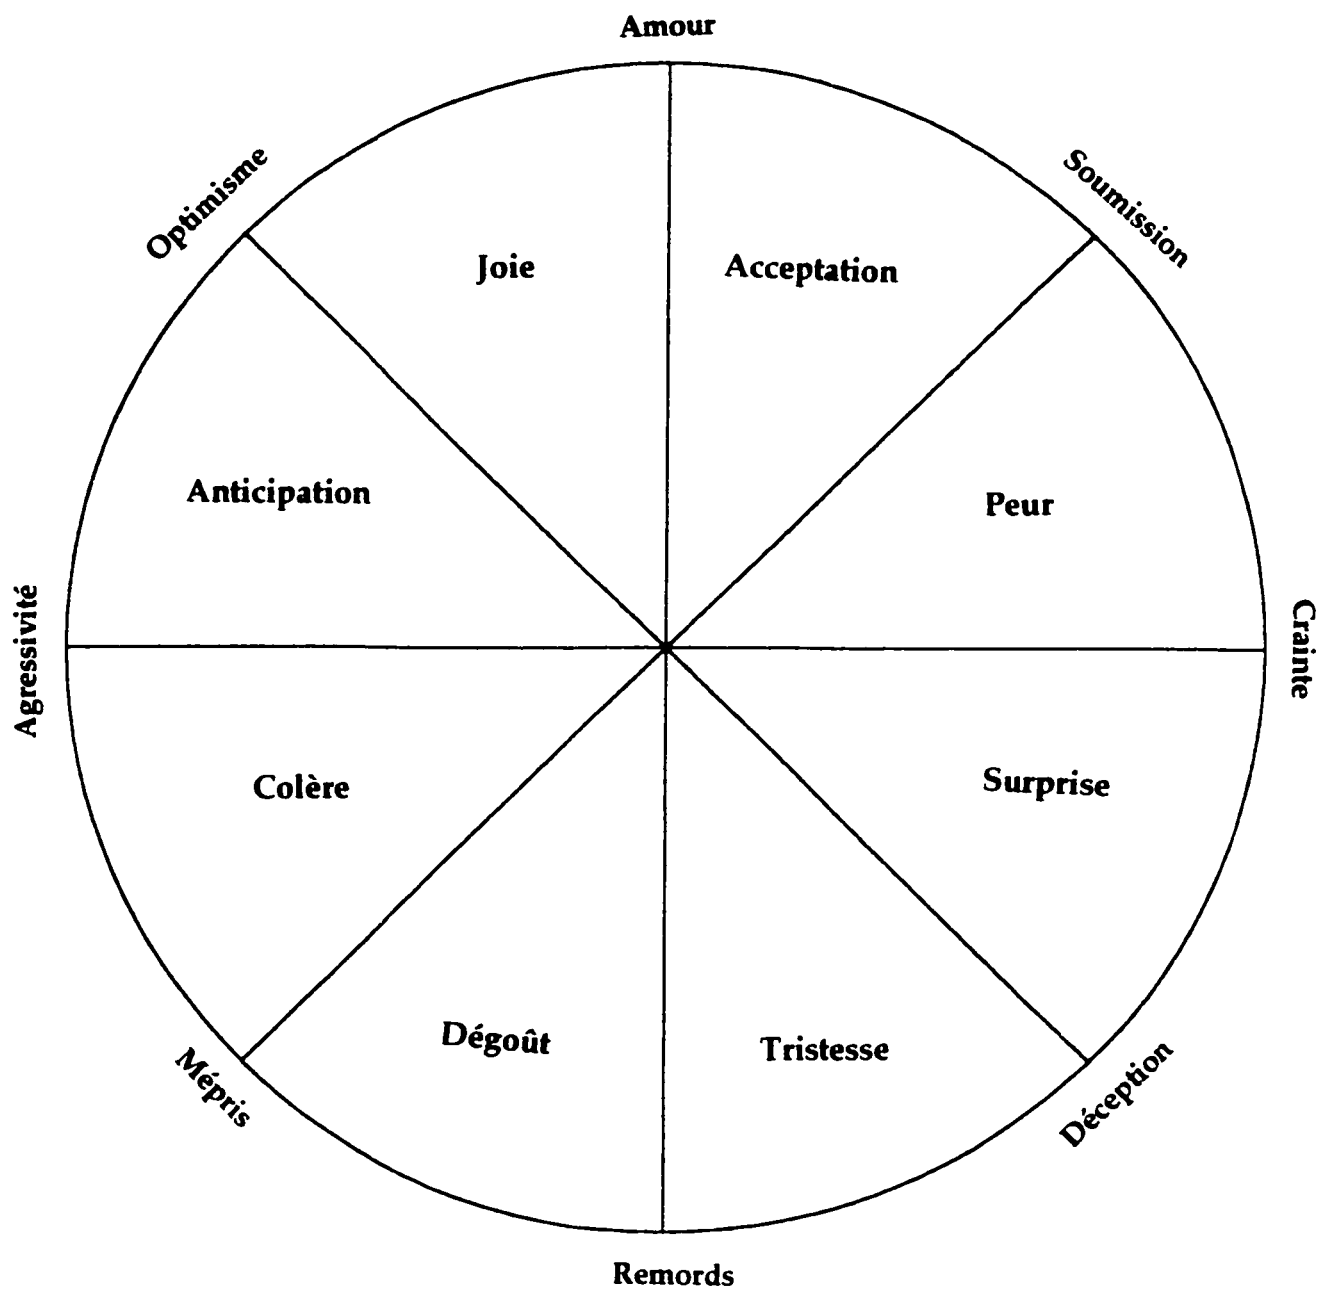 Amour
Optimisme
Soumission
Joie
Acceptation
Anticipation
Peur
Agressivité
Crainte
Colère
Surprise
Dégoût
Tristesse
Mépris
Déception
Remords